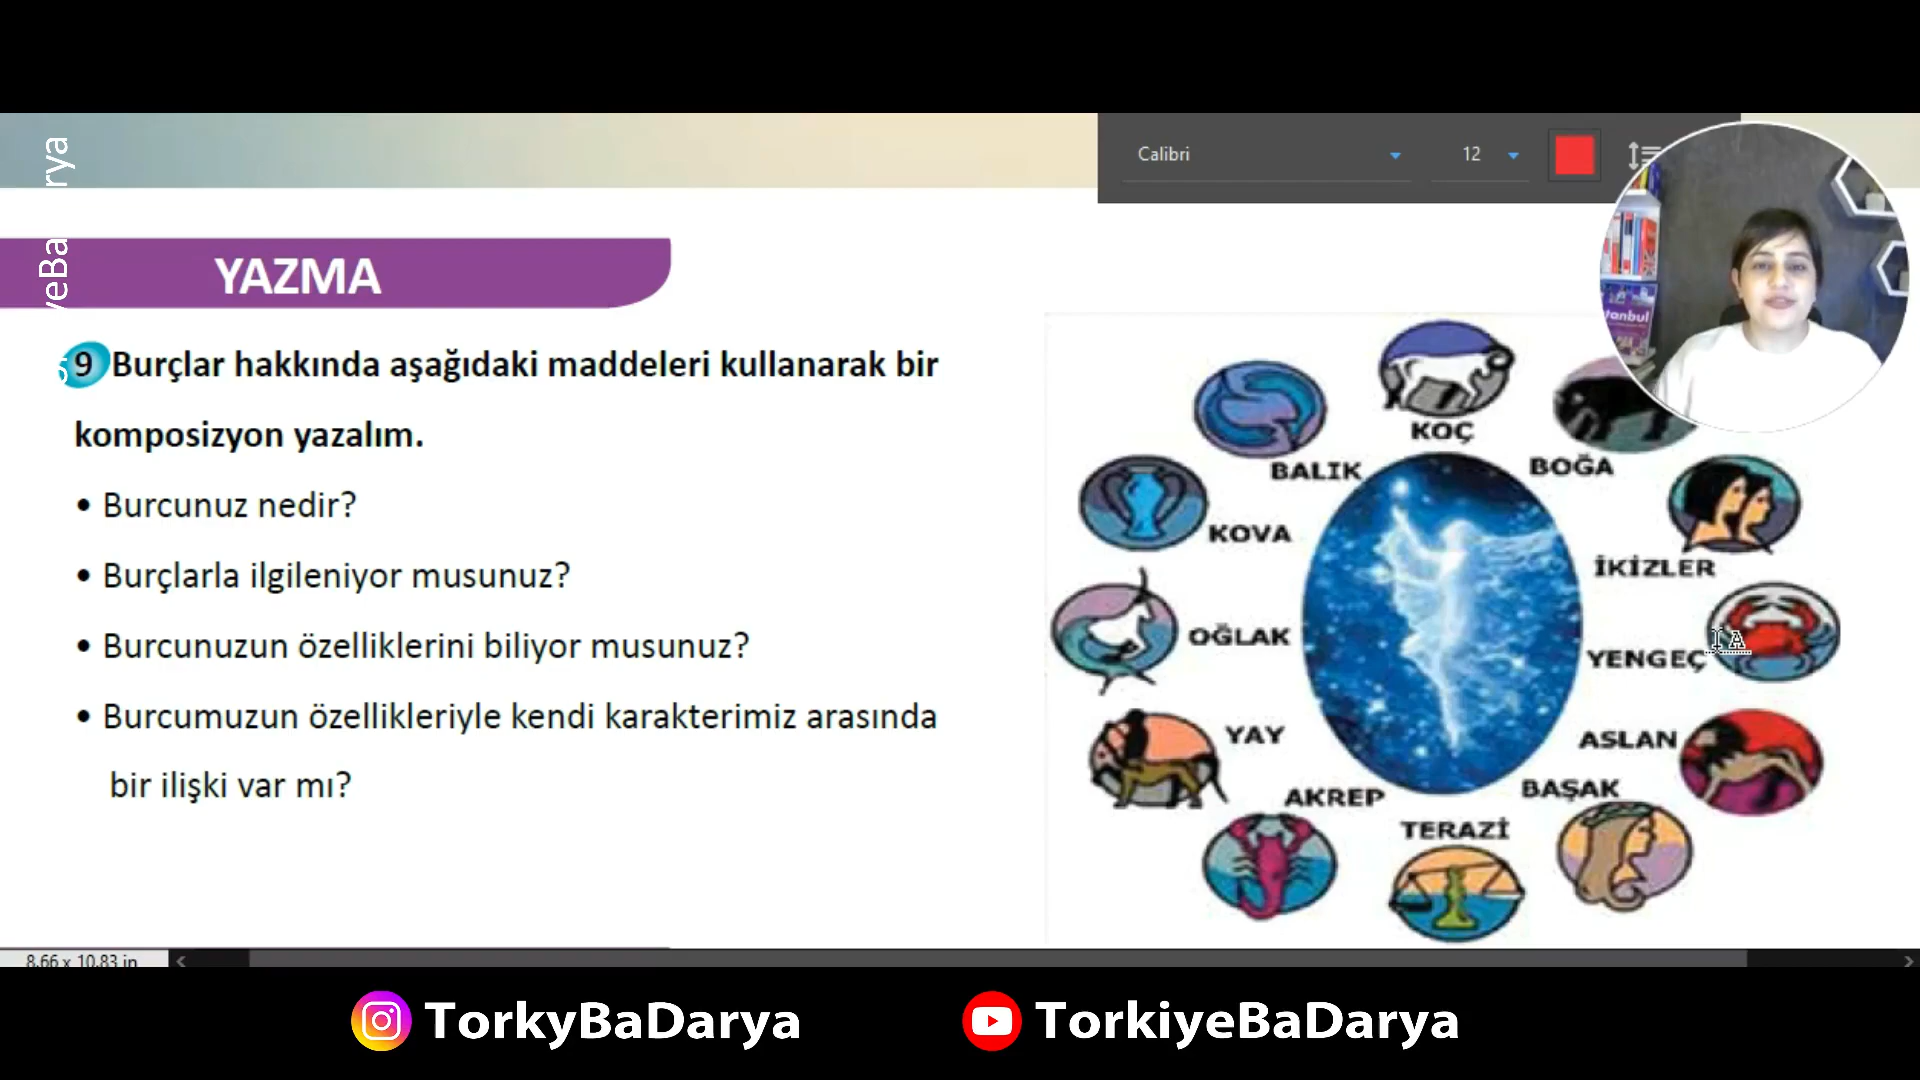 Calibri
12
YAZMA
9 Burçlar hakkında aşağıdaki maddeleri kullanarak bir
komposizyon yazalım.
• Burcunuz nedir?
• Burçlarla ilgileniyor musunuz?
• Burcunuzun özelliklerini biliyor musunuz?
• Burcumuzun özellikleriyle kendi karakterimiz arasında
bir ilişki var mı?
KOÇ
BALIK
BOĞA
KOVA
İKİZLER
OĞLAK
YENGEÇ
YAY
ASLAN
AKREP
BAŞAK
TERAZİ
8.66 x 10.83 in
TorkyBaDarya
TorkiyeBaDarya